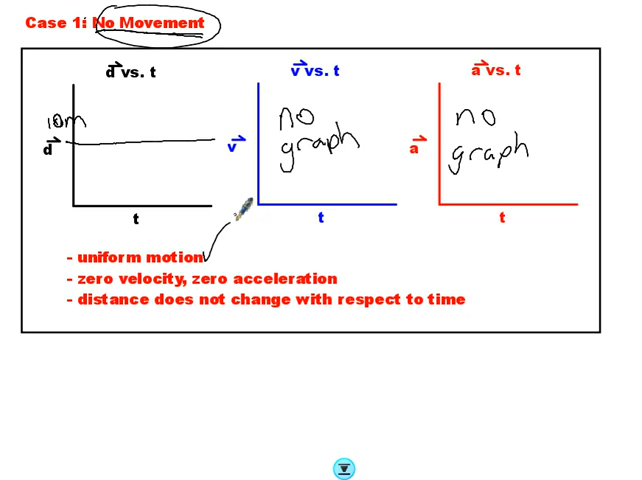 Case 1: No Movement
d vs. t
v vs. t
a vs. t
10m
d
t
v
no
graph
t
a
no
graph
t
- uniform motion
- zero velocity, zero acceleration
- distance does not change with respect to time